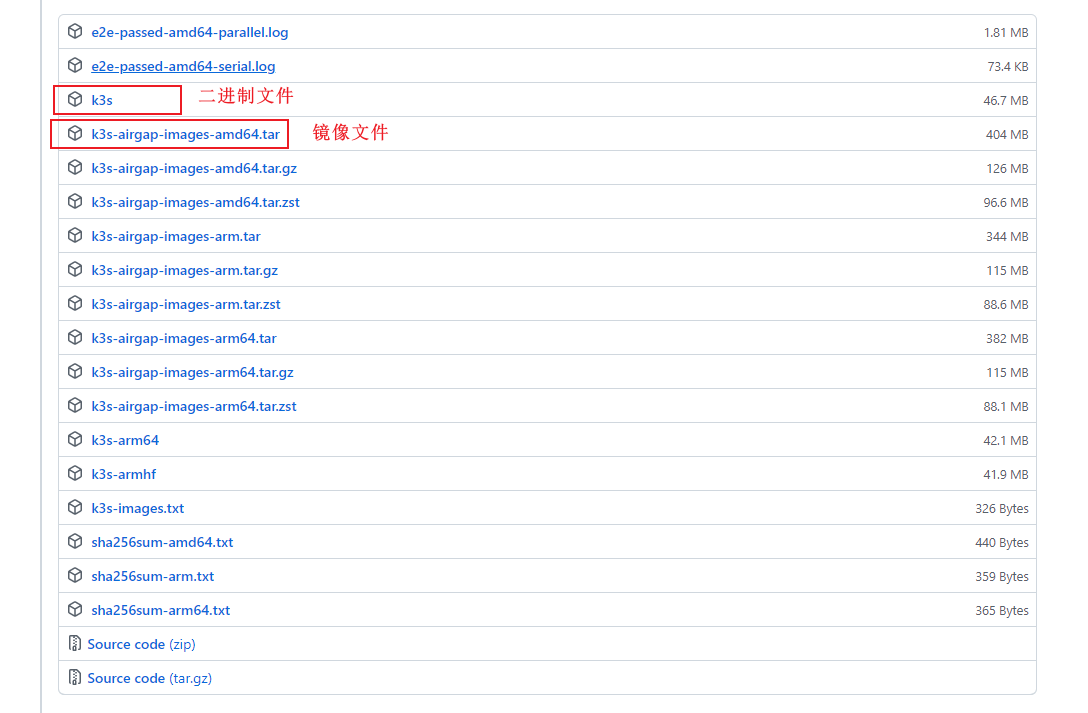 e2e-passed-amd64-parallel.log 1.81 MB
e2e-passed-amd64-serial.log 73.4 KB
k3s 二进制文件 46.7 MB
k3s-airgap-images-amd64.tar 镜像文件 404 MB
k3s-airgap-images-amd64.tar.gz 126 MB
k3s-airgap-images-amd64.tar.zst 96.6 MB
k3s-airgap-images-arm.tar 344 MB
k3s-airgap-images-arm.tar.gz 115 MB
k3s-airgap-images-arm.tar.zst 88.6 MB
k3s-airgap-images-arm64.tar 382 MB
k3s-airgap-images-arm64.tar.gz 115 MB
k3s-airgap-images-arm64.tar.zst 88.1 MB
k3s-arm64 42.1 MB
k3s-armhf 41.9 MB
k3s-images.txt 326 Bytes
sha256sum-amd64.txt 440 Bytes
sha256sum-arm.txt 359 Bytes
sha256sum-arm64.txt 365 Bytes
Source code (zip)
Source code (tar.gz)